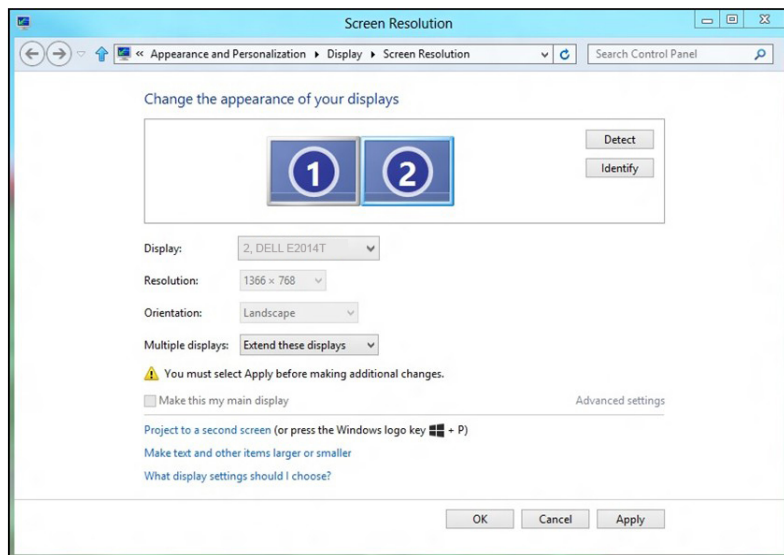 Screen Resolution
« Appearance and Personalization ▸ Display ▸ Screen Resolution
Search Control Panel
Change the appearance of your displays
1 2
Detect
Identify
Display: 2, DELL E2014T
Resolution: 1366 × 768
Orientation: Landscape
Multiple displays: Extend these displays
You must select Apply before making additional changes.
Make this my main display Advanced settings
Project to a second screen (or press the Windows logo key + P)
Make text and other items larger or smaller
What display settings should I choose?
OK Cancel Apply